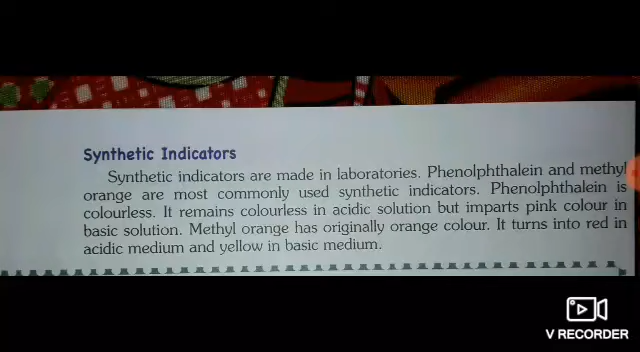 Synthetic Indicators
Synthetic indicators are made in laboratories. Phenolphthalein and methyl
orange are most commonly used synthetic indicators. Phenolphthalein is
colourless. It remains colourless in acidic solution but imparts pink colour in
basic solution. Methyl orange has originally orange colour. It turns into red in
acidic medium and yellow in basic medium.
V RECORDER